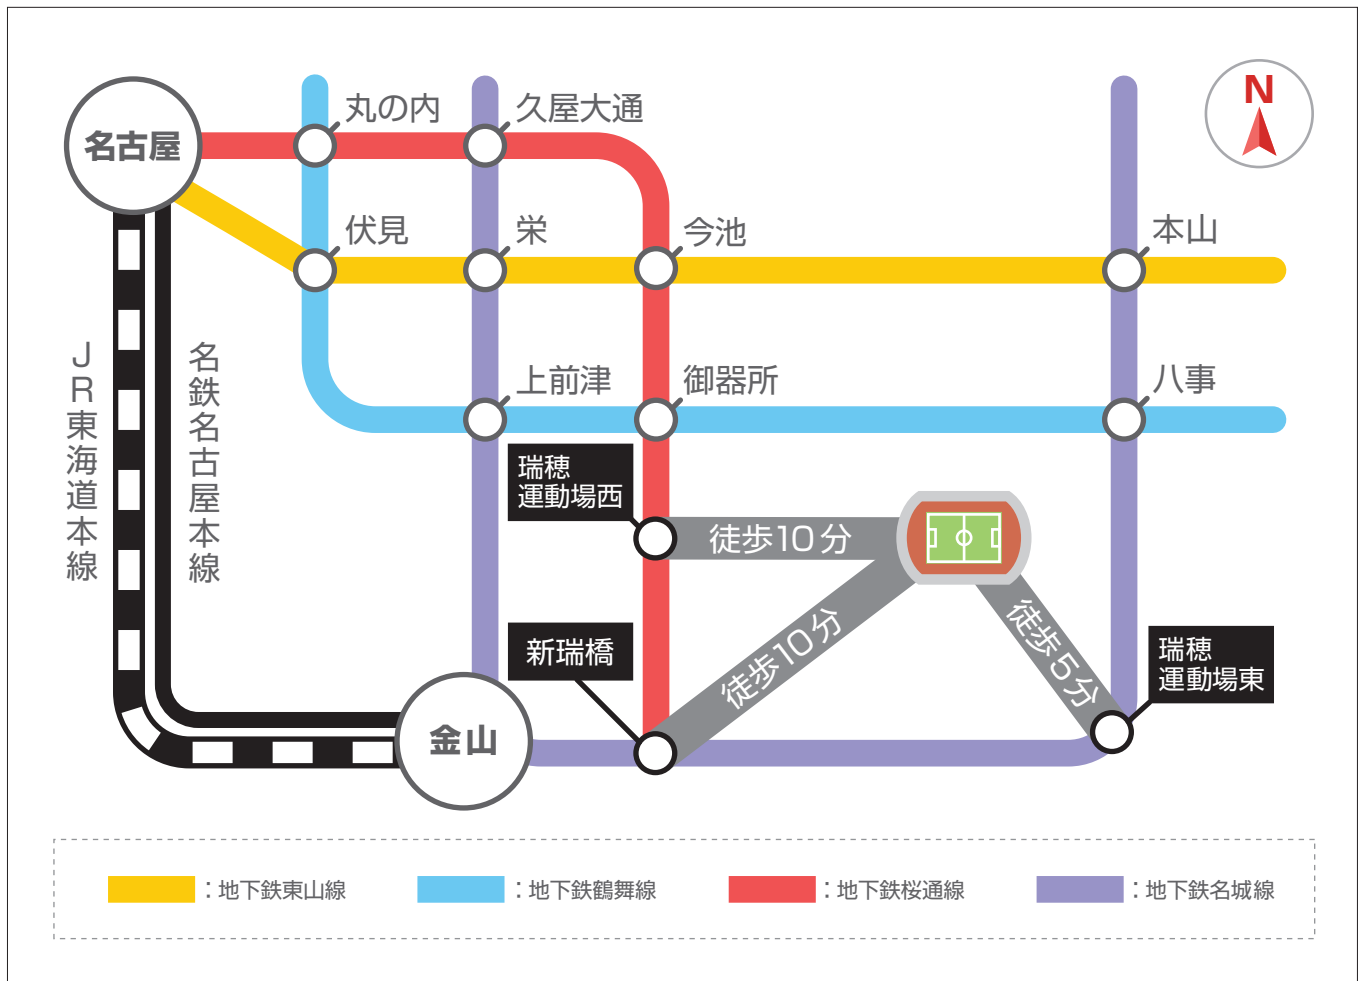 N
丸の内
久屋大通
名古屋
伏見
栄
今池
本山
JR東海道本線
名鉄名古屋本線
上前津
御器所
八事
瑞穂
運動場西
徒歩10分
徒歩10分
徒歩5分
新瑞橋
瑞穂
運動場東
金山
：地下鉄東山線
：地下鉄鶴舞線
：地下鉄桜通線
：地下鉄名城線